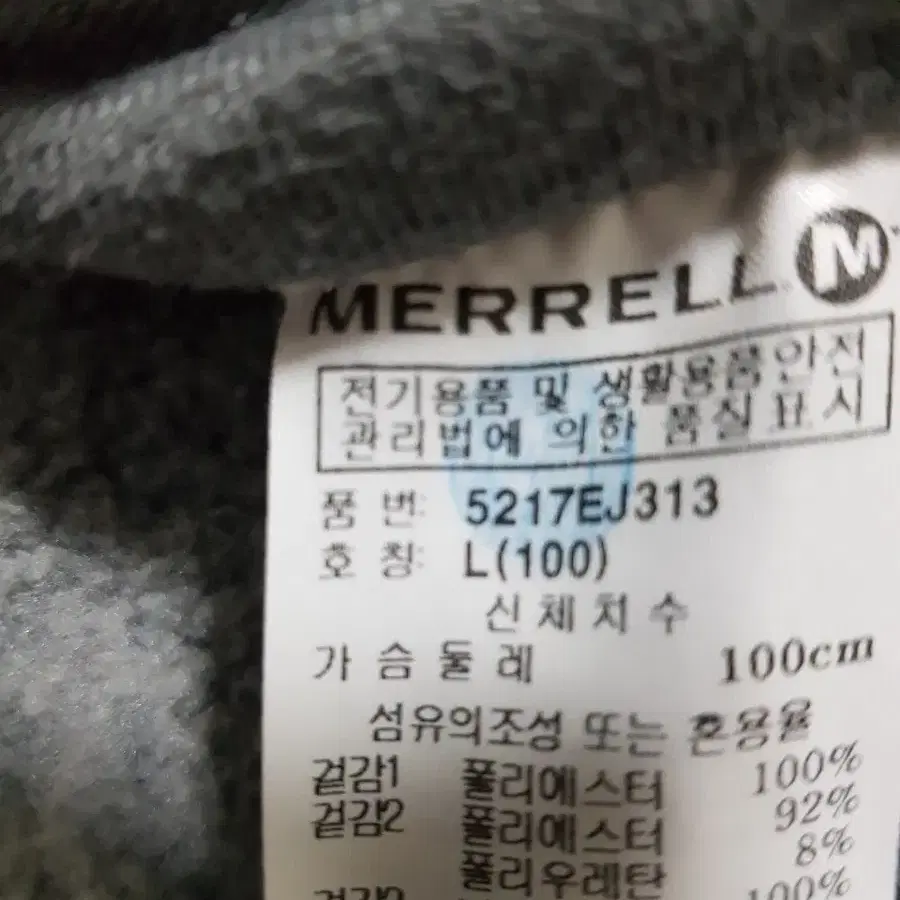 MERRELL M
전기용품 및 생활용품안전
관리법에 의한 품질표시
품 번: 5217EJ313
호 칭: L(100)
신 체 치 수
가 슴 둘 레 100cm
섬유의조성 또는 혼용율
겉감1 폴리에스터 100%
겉감2 폴리에스터 92%
폴리우레탄 8%
100%